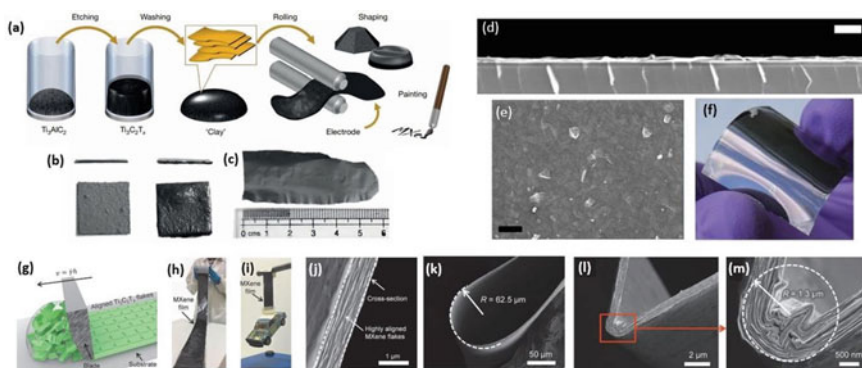 (a)
Etching
Washing
Rolling
Shaping
Painting
Ti₃AlC₂
Ti₃C₂Tₓ
'Clay'
Electrode
(b)
(c)
0 cms 1 2 3 4 5 6
(d)
(e)
(f)
(g)
Aligned Ti₃C₂Tₓ flakes
Blade
Substrate
(h)
MXene
film
(i)
MXene
film
(j)
Cross-section
Highly aligned
MXene flakes
1 μm
(k)
R = 62.5 μm
50 μm
(l)
2 μm
(m)
R = 1.3 μm
500 nm